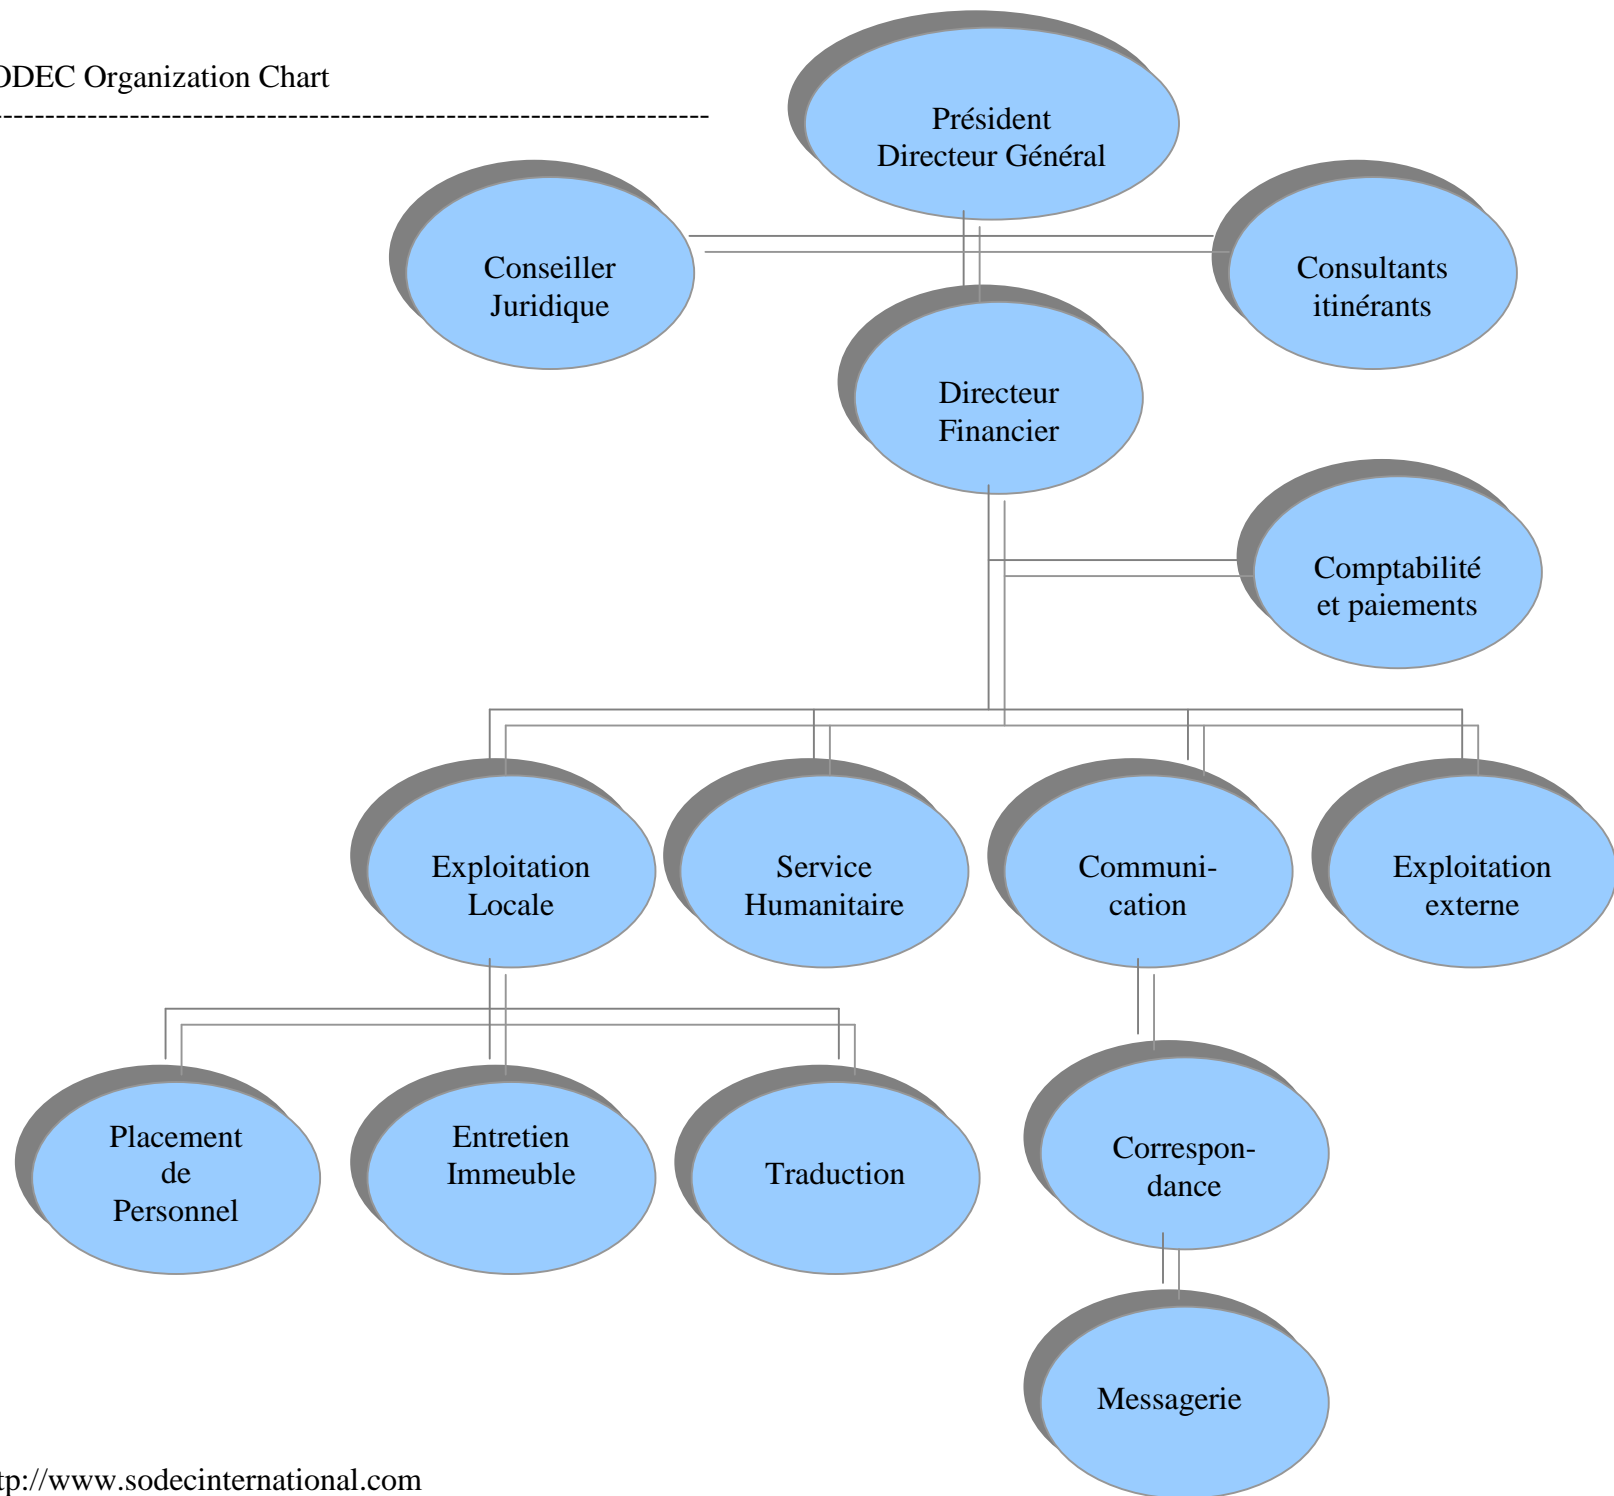 ODEC Organization Chart
--------------------------------------------------------------------------
Président
Directeur Général
Conseiller
Juridique
Consultants
itinérants
Directeur
Financier
Comptabilité
et paiements
Exploitation
Locale
Service
Humanitaire
Communi-
cation
Exploitation
externe
Placement
de
Personnel
Entretien
Immeuble
Traduction
Correspon-
dance
Messagerie
tp://www.sodecinternational.com